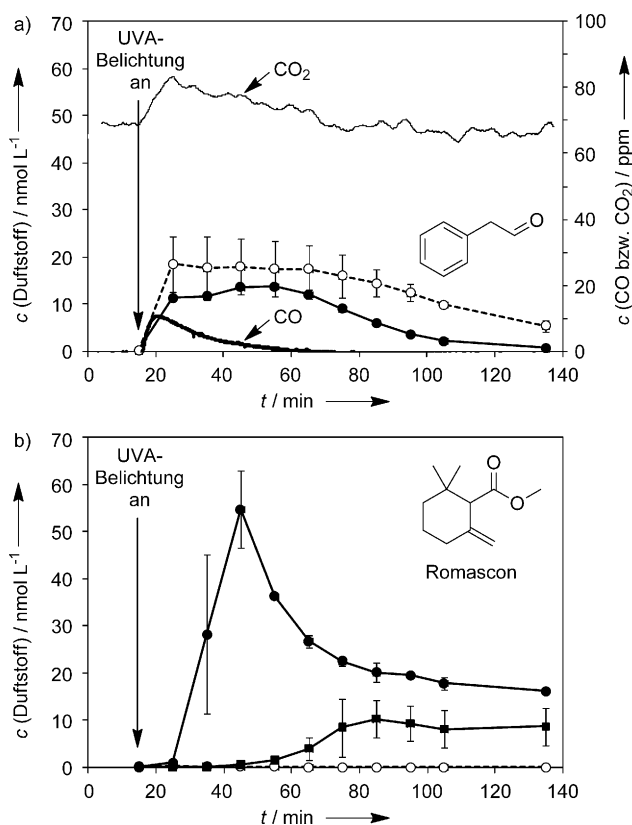 a)
UVA-
Belichtung
an
CO2
CO
O
c (Duftstoff) / nmol L⁻¹
70
60
50
40
30
20
10
0
c (CO bzw. CO2) / ppm
100
80
60
40
20
0
0 20 40 60 80 100 120 140
t / min
b)
UVA-
Belichtung
an
O
O
Romascon
c (Duftstoff) / nmol L⁻¹
70
60
50
40
30
20
10
0
0 20 40 60 80 100 120 140
t / min